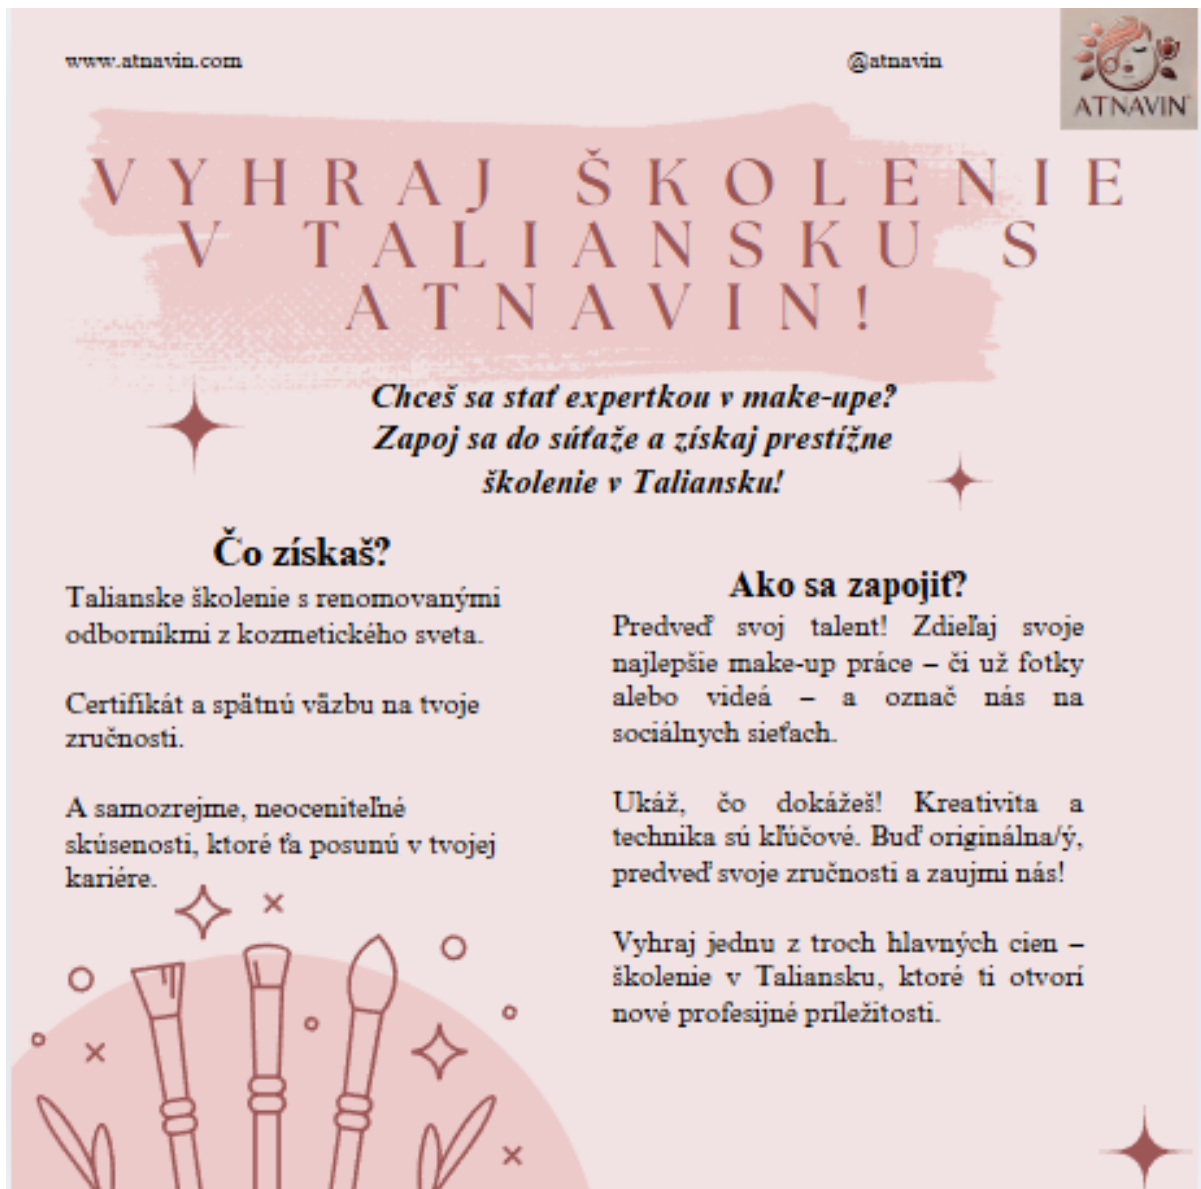 www.atnavin.com
@atnavin
ATNAVIN
VYHRAJ ŠKOLENIE
V TALIANSKU S
ATNAVIN!
Chceš sa stať expertkou v make-upe?
Zapoj sa do súťaže a získaj prestížne
školenie v Taliansku!
Čo získaš?
Talianske školenie s renomovanými
odborníkmi z kozmetického sveta.
Certifikát a spätnú väzbu na tvoje
zručnosti.
A samozrejme, neoceniteľné
skúsenosti, ktoré ťa posunú v tvojej
kariére.
Ako sa zapojiť?
Predveď svoj talent! Zdieľaj svoje
najlepšie make-up práce – či už fotky
alebo videá – a označ nás na
sociálnych sieťach.
Ukáž, čo dokážeš! Kreativita a
technika sú kľúčové. Buď originálna/ý,
predveď svoje zručnosti a zaujmi nás!
Vyhraj jednu z troch hlavných cien –
školenie v Taliansku, ktoré ti otvorí
nové profesijné príležitosti.